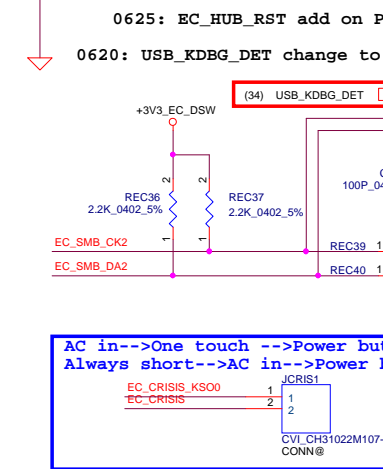 0625: EC_HUB_RST add on P
0620: USB_KDBG_DET change to
(34) USB_KDBG_DET
+3V3_EC_DSW
2
2
REC36
2.2K_0402_5%
REC37
2.2K_0402_5%
100P_04
1
1
EC_SMB_CK2
REC39 1
EC_SMB_DA2
REC40 1
AC in-->One touch -->Power but
Always short-->AC in-->Power
JCRIS1
EC_CRISIS_KSO0
1
1
EC_CRISIS
2
2
CVI_CH31022M107-
CONN@